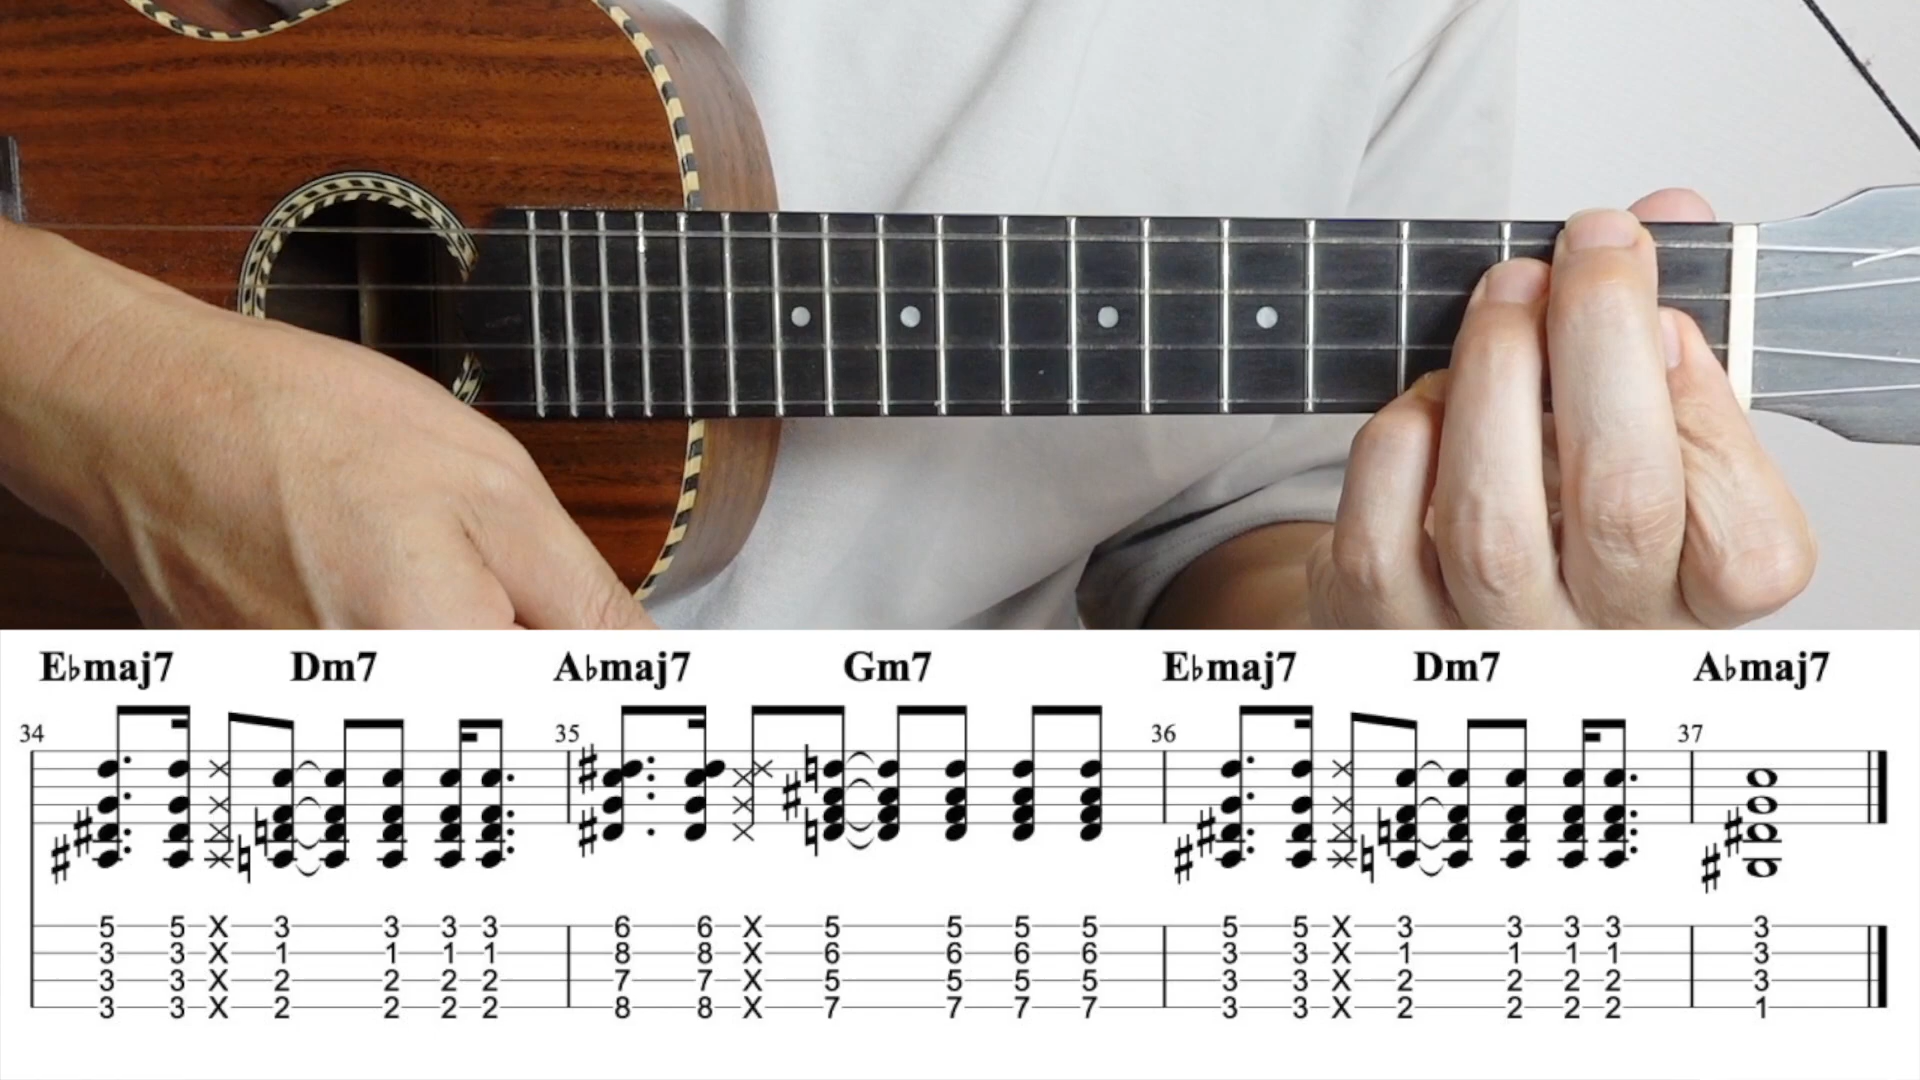 E♭maj7 Dm7 A♭maj7 Gm7 E♭maj7 Dm7 A♭maj7
34 35 36 37
5 5 X 3 3 3 3 6 6 X 5 5 5 5 5 5 X 3 3 3 3 3
3 3 X 1 1 1 1 8 8 X 6 6 6 6 3 3 X 1 1 1 1 3
3 3 X 2 2 2 2 7 7 X 5 5 5 5 3 3 X 2 2 2 2 3
3 3 X 2 2 2 2 8 8 X 7 7 7 7 3 3 X 2 2 2 2 1